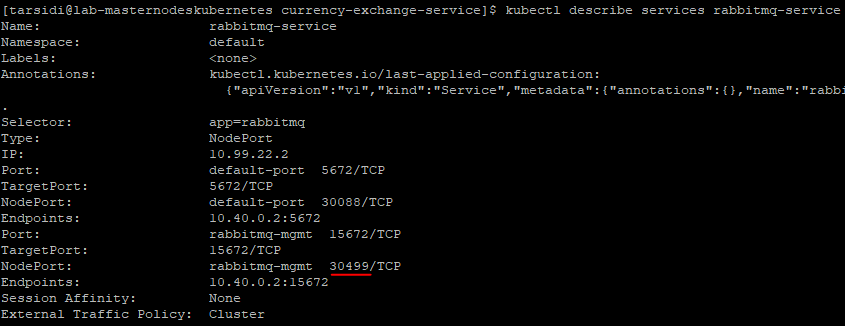 [tarsidi@lab-masternodeskubernetes currency-exchange-service]$ kubectl describe services rabbitmq-service
Name:                     rabbitmq-service
Namespace:                default
Labels:                   <none>
Annotations:              kubectl.kubernetes.io/last-applied-configuration:
                            {"apiVersion":"v1","kind":"Service","metadata":{"annotations":{},"name":"rabbi
.
Selector:                 app=rabbitmq
Type:                     NodePort
IP:                       10.99.22.2
Port:                     default-port  5672/TCP
TargetPort:               5672/TCP
NodePort:                 default-port  30088/TCP
Endpoints:                10.40.0.2:5672
Port:                     rabbitmq-mgmt  15672/TCP
TargetPort:               15672/TCP
NodePort:                 rabbitmq-mgmt  30499/TCP
Endpoints:                10.40.0.2:15672
Session Affinity:         None
External Traffic Policy:  Cluster